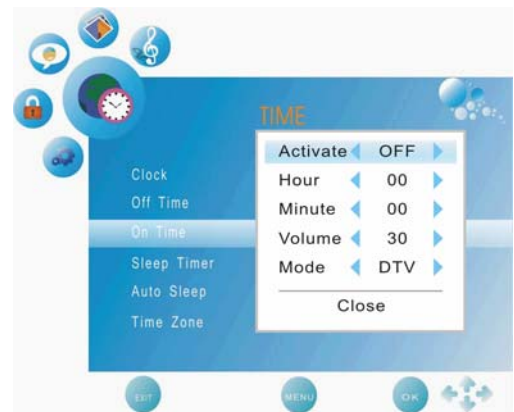 TIME
Clock
Off Time
On Time
Sleep Timer
Auto Sleep
Time Zone
Activate OFF
Hour 00
Minute 00
Volume 30
Mode DTV
Close
EXIT MENU OK